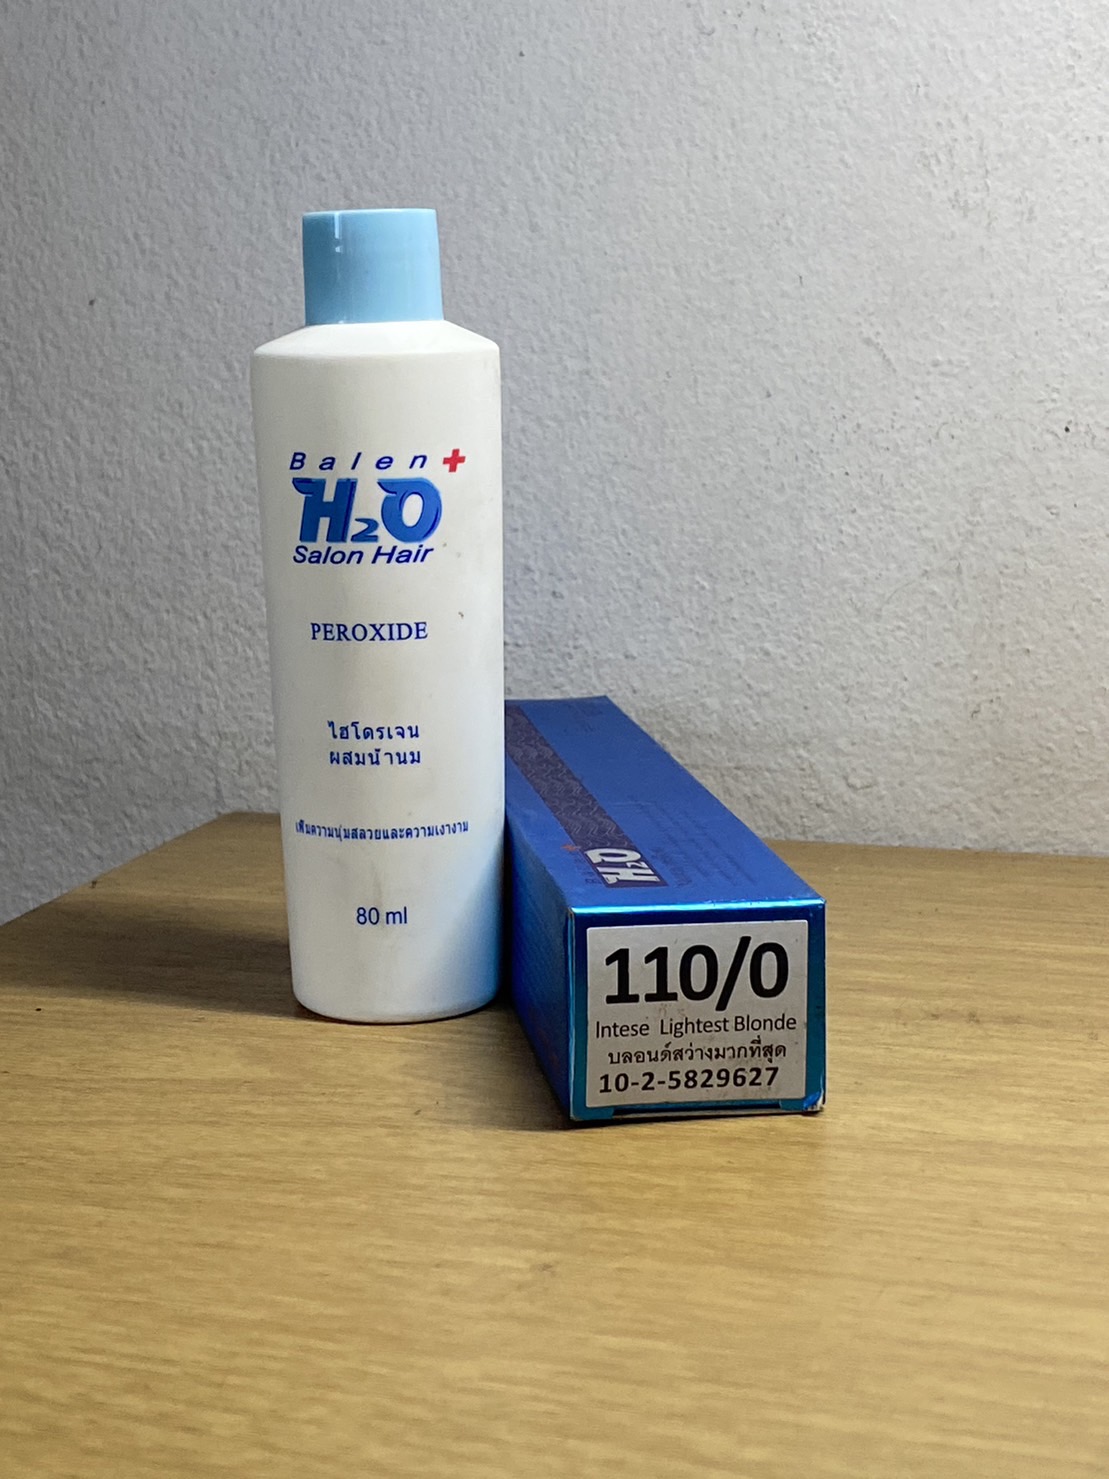 Balen+
H2O
Salon Hair
PEROXIDE
ไฮโดรเจน
ผสมน้ำนม
เพิ่มความนุ่มสลวยและความเงางาม
80 ml
H2O
110/0
Intese Lightest Blonde
บลอนด์สว่างมากที่สุด
10-2-5829627